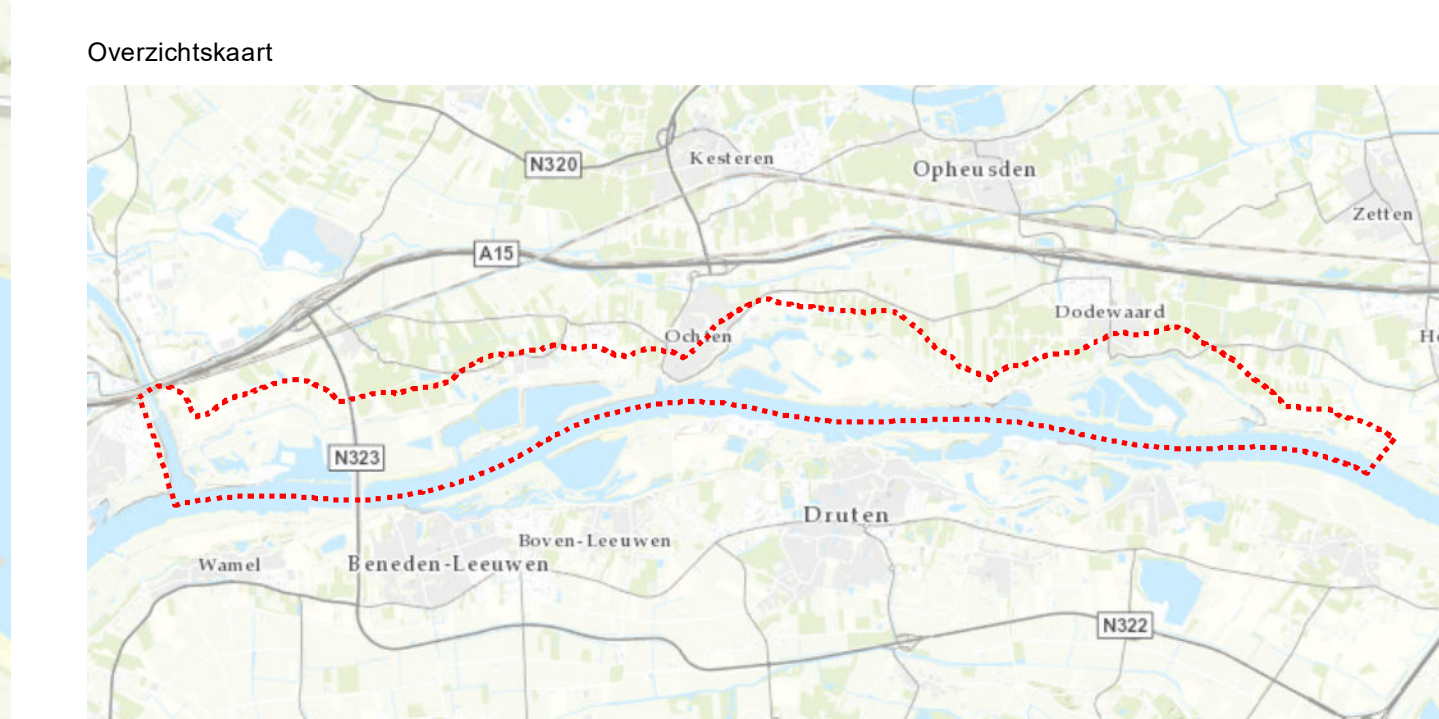 Overzichtskaart
N320
Kesteren
Opheusden
Zetten
A15
Dodewaard
Ochten
N323
Druten
Boven-Leeuwen
Wamel
Beneden-Leeuwen
N322